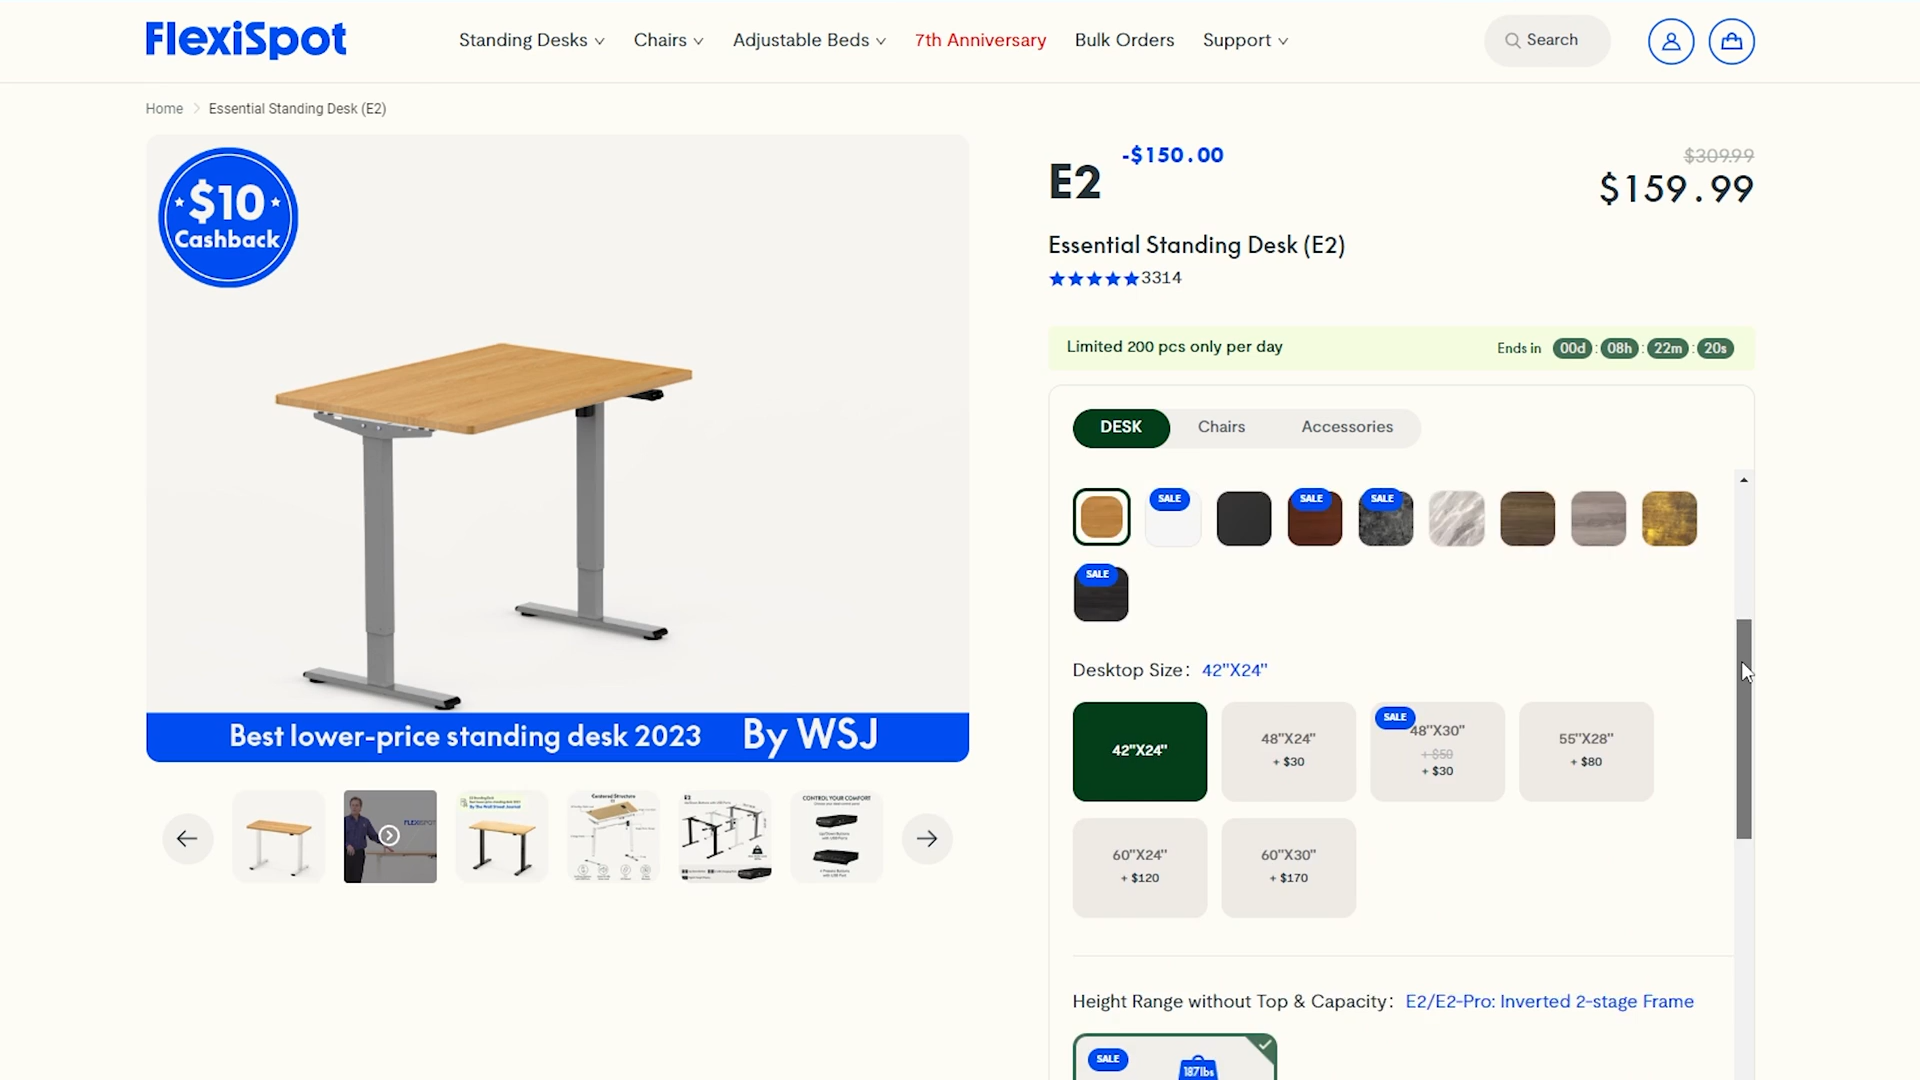 FlexiSpot
Standing Desks
Chairs
Adjustable Beds
7th Anniversary
Bulk Orders
Support
Search
Home
Essential Standing Desk (E2)
$10
Cashback
Best lower-price standing desk 2023 By WSJ
FLEXISPOT
E2
CONTROL YOUR COMFORT
E2
-$150.00
$309.99
$159.99
Essential Standing Desk (E2)
3314
Limited 200 pcs only per day
Ends in 00d : 08h : 22m : 20s
DESK
Chairs
Accessories
SALE
SALE
SALE
SALE
Desktop Size: 42"X24"
42"X24"
48"X24"
+ $30
SALE
48"X30"
+ $50
+ $30
55"X28"
+ $80
60"X24"
+ $120
60"X30"
+ $170
Height Range without Top & Capacity: E2/E2-Pro: Inverted 2-stage Frame
SALE
187lbs